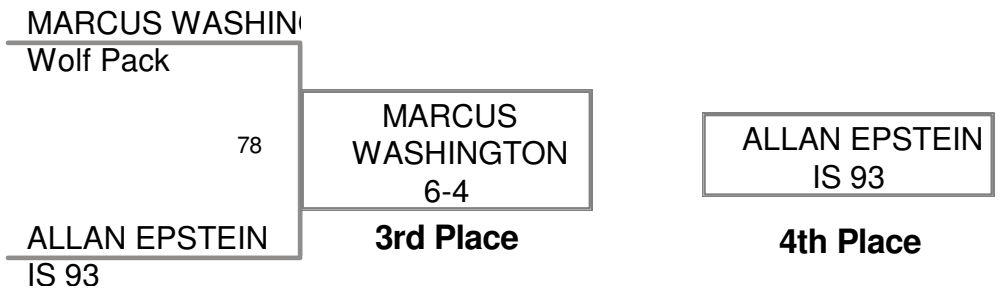 MARCUS WASHIN
Wolf Pack
78
MARCUS
WASHINGTON
6-4
ALLAN EPSTEIN
IS 93
3rd Place
ALLAN EPSTEIN
IS 93
4th Place